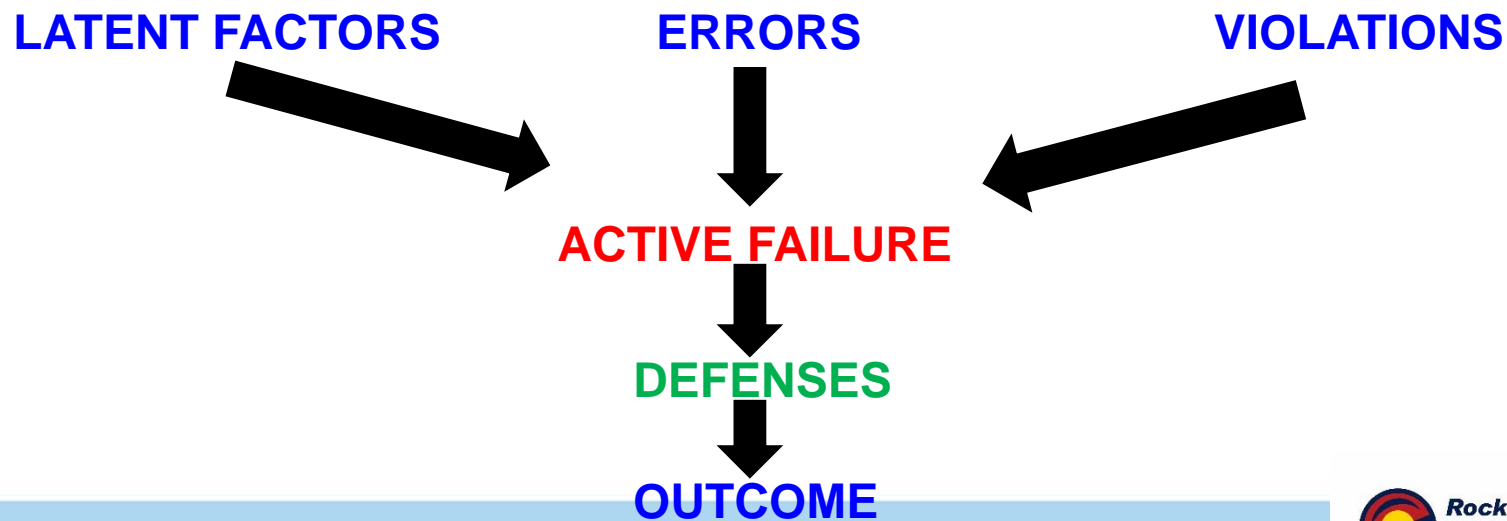 LATENT FACTORS ERRORS VIOLATIONS
ACTIVE FAILURE
DEFENSES
OUTCOME
Rock